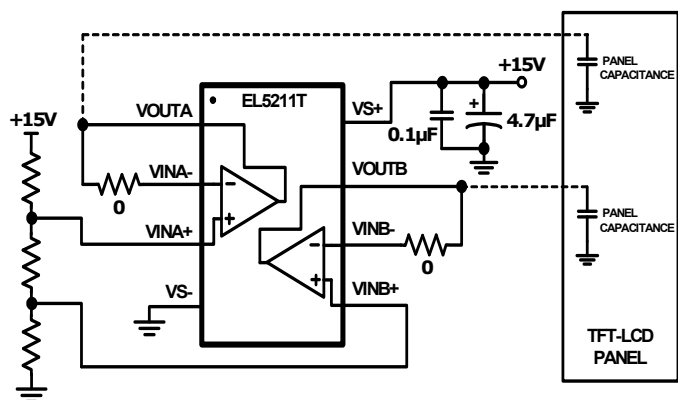 +15V
VOUTA
0
VINA-
VINA+
VS-
EL5211T
-
+
-
+
VS+
VOUTB
VINB-
VINB+
0
0.1µF
+
4.7µF
+15V
PANEL
CAPACITANCE
PANEL
CAPACITANCE
TFT-LCD
PANEL